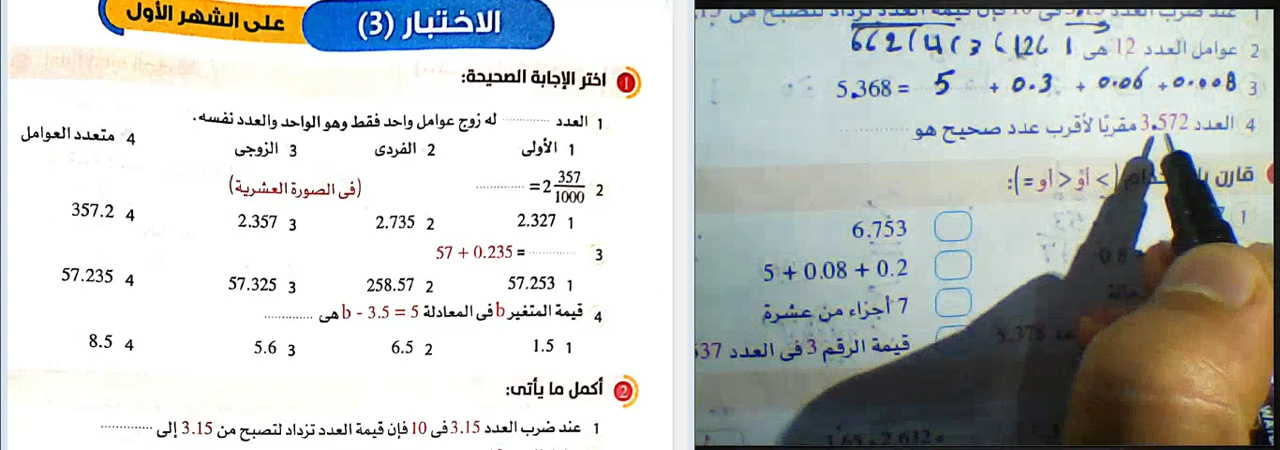 الاختبار (3) على الشهر الأول
1 اختر الإجابة الصحيحة:
1 العدد ............ له زوج عوامل واحد فقط وهو الواحد والعدد نفسه.
1 الأولى 2 الفردى 3 الزوجى 4 متعدد العوامل
2 2 357/1000 = ............ (فى الصورة العشرية)
1 2.327 2 2.735 3 2.357 4 357.2
3 57 + 0.235 = ............
1 57.253 2 258.57 3 57.325 4 57.235
4 قيمة المتغير b فى المعادلة b - 3.5 = 5 هى ............
1 1.5 2 6.5 3 5.6 4 8.5
2 أكمل ما يأتى:
1 عند ضرب العدد 3.15 فى 10 فإن قيمة العدد تزداد لتصبح من 3.15 إلى ............
2 عوامل العدد 12 هى 1 ، 12 ، 3 ، 4 ، 2 ، 6
3 5.368 = 5 + 0.3 + 0.06 + 0.008
4 العدد 3.572 مقربًا لأقرب عدد صحيح هو ............
قارن (< أو > أو =):
1
6.753
5 + 0.08 + 0.2
7 أجزاء من عشرة
قيمة الرقم 3 فى العدد